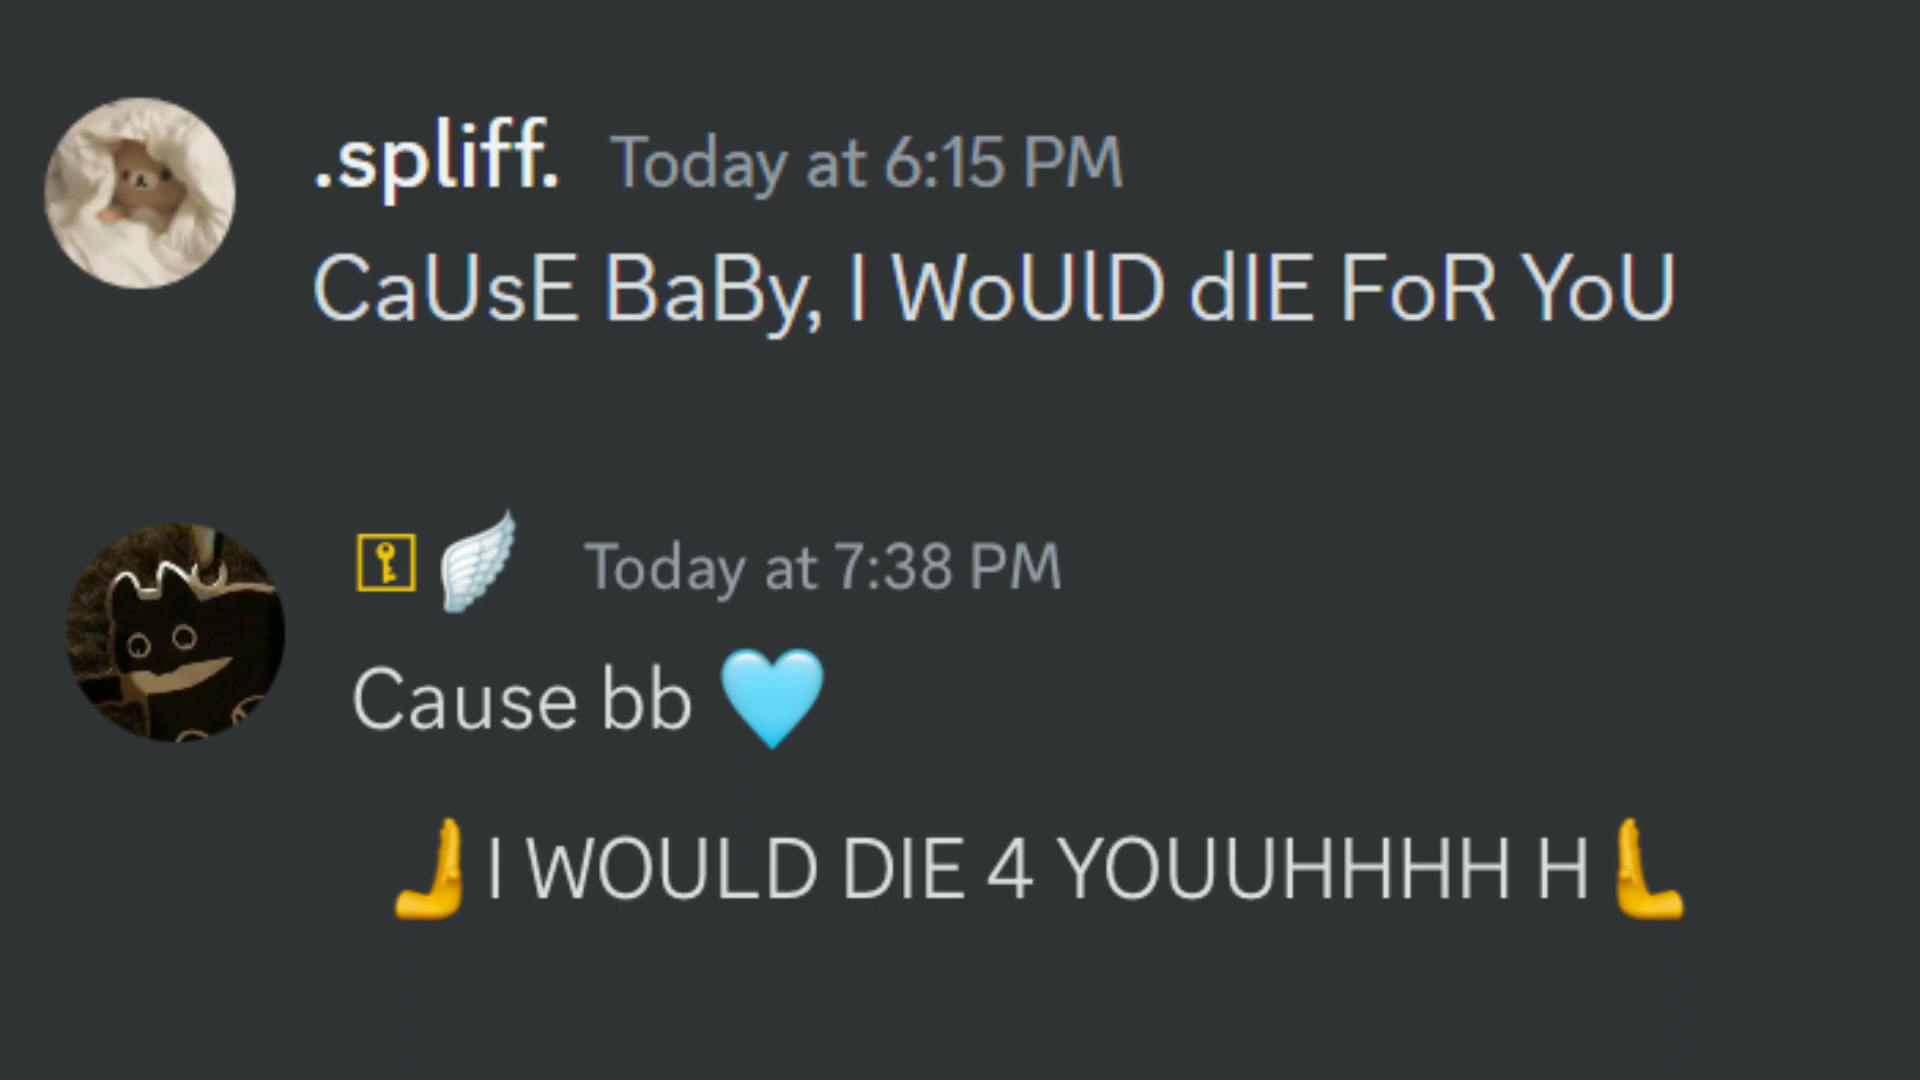 .spliff. Today at 6:15 PM
CaUsE BaBy, I WoUlD dIE FoR YoU
⚿🪽 Today at 7:38 PM
Cause bb 🩵
🫸I WOULD DIE 4 YOUUHHHH H🫷